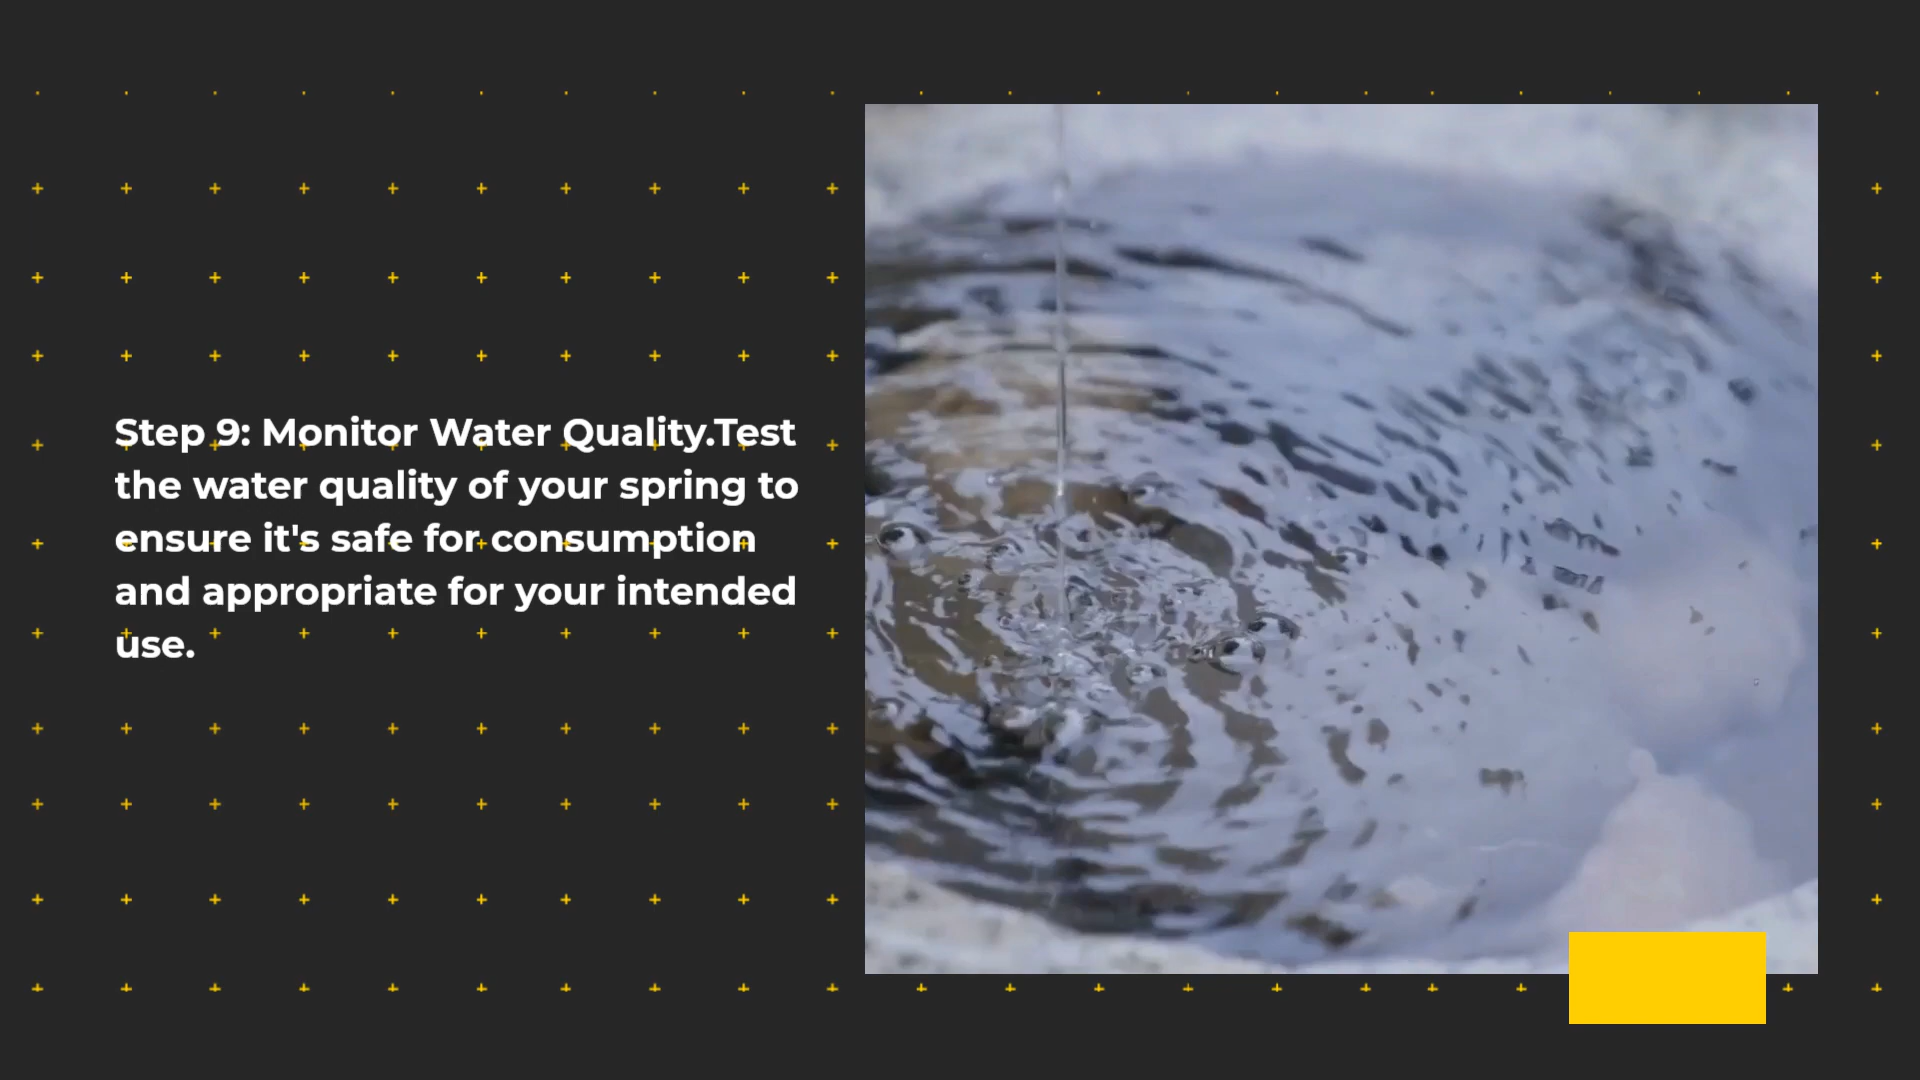 Step 9: Monitor Water Quality.Test
the water quality of your spring to
ensure it's safe for consumption
and appropriate for your intended
use.